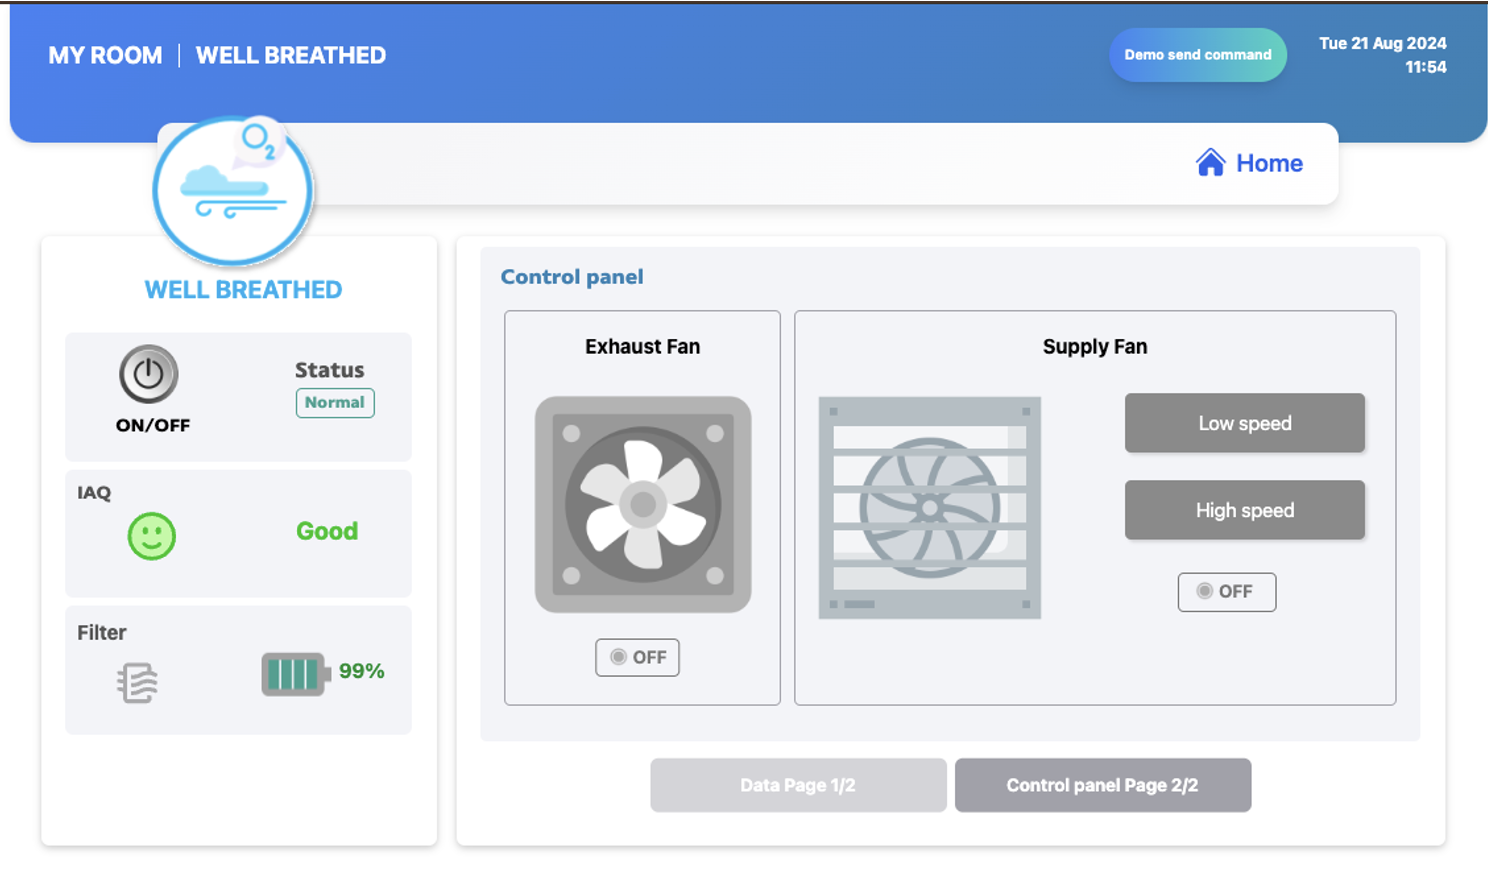 MY ROOM | WELL BREATHED
Demo send command
Tue 21 Aug 2024
11:54
O2
Home
WELL BREATHED
ON/OFF
Status
Normal
IAQ
Good
Filter
99%
Control panel
Exhaust Fan
OFF
Supply Fan
Low speed
High speed
OFF
Data Page 1/2
Control panel Page 2/2